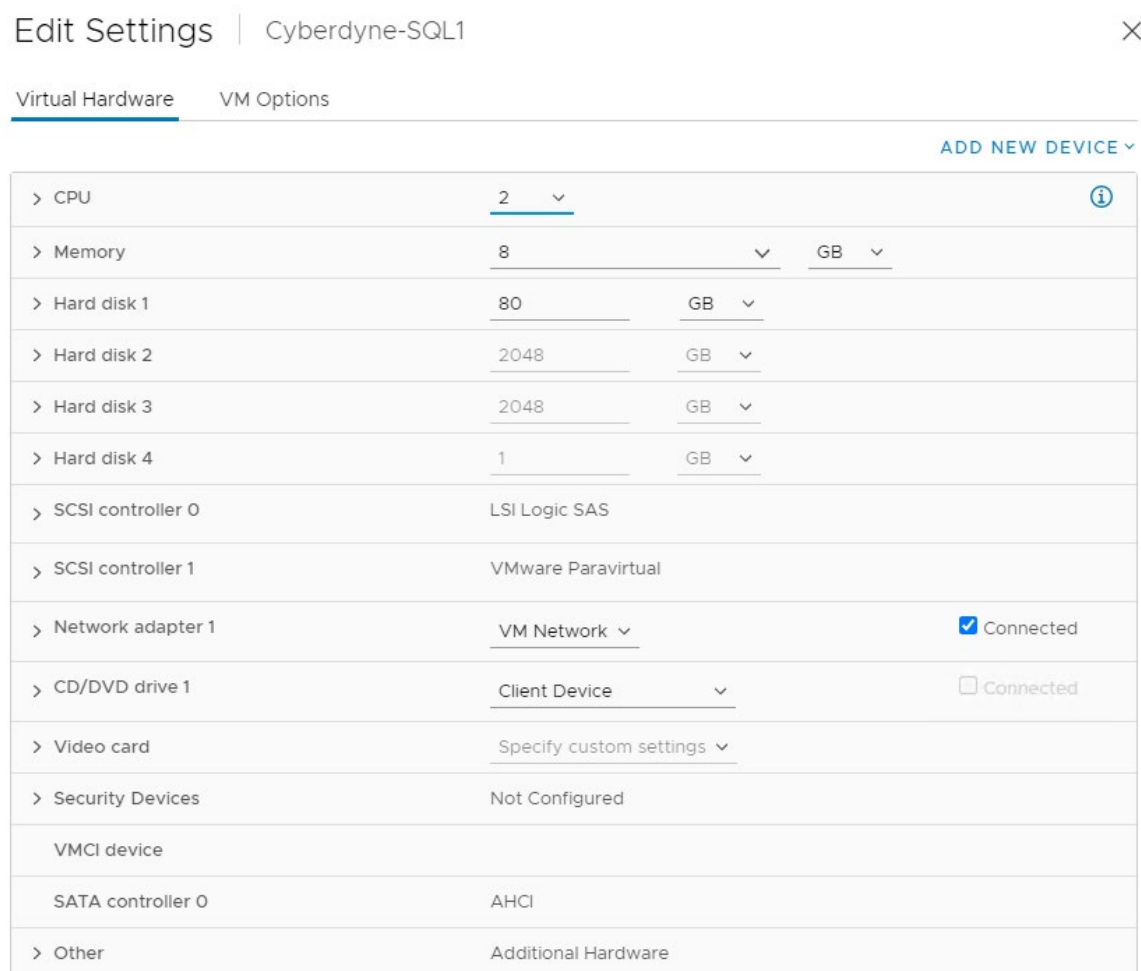 Edit Settings | Cyberdyne-SQL1
Virtual Hardware VM Options
ADD NEW DEVICE
CPU 2
Memory 8 GB
Hard disk 1 80 GB
Hard disk 2 2048 GB
Hard disk 3 2048 GB
Hard disk 4 1 GB
SCSI controller 0 LSI Logic SAS
SCSI controller 1 VMware Paravirtual
Network adapter 1 VM Network Connected
CD/DVD drive 1 Client Device Connected
Video card Specify custom settings
Security Devices Not Configured
VMCI device
SATA controller 0 AHCI
Other Additional Hardware